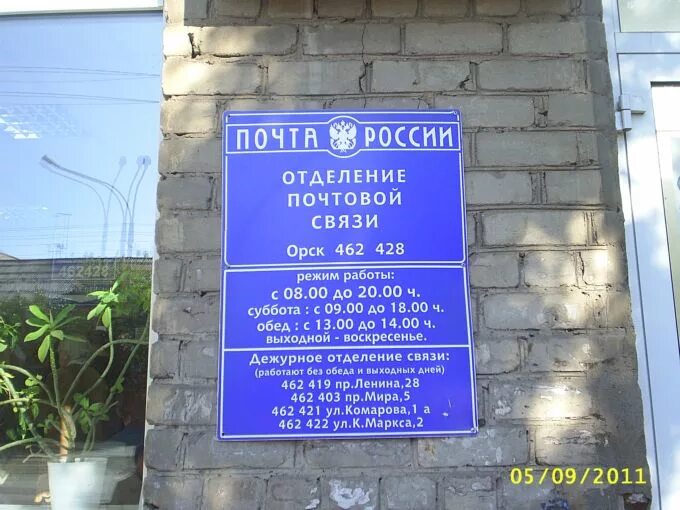 ПОЧТА РОССИИ
ОТДЕЛЕНИЕ
ПОЧТОВОЙ
СВЯЗИ
Орск 462 428
режим работы:
с 08.00 до 20.00 ч.
суббота : с 09.00 до 18.00 ч.
обед : с 13.00 до 14.00 ч.
выходной - воскресенье.
Дежурное отделение связи:
(работают без обеда и выходных дней)
462 419 пр.Ленина,28
462 403 пр.Мира,5
462 421 ул.Комарова,1 а
462 422 ул.К.Маркса,2
462428
05/09/2011